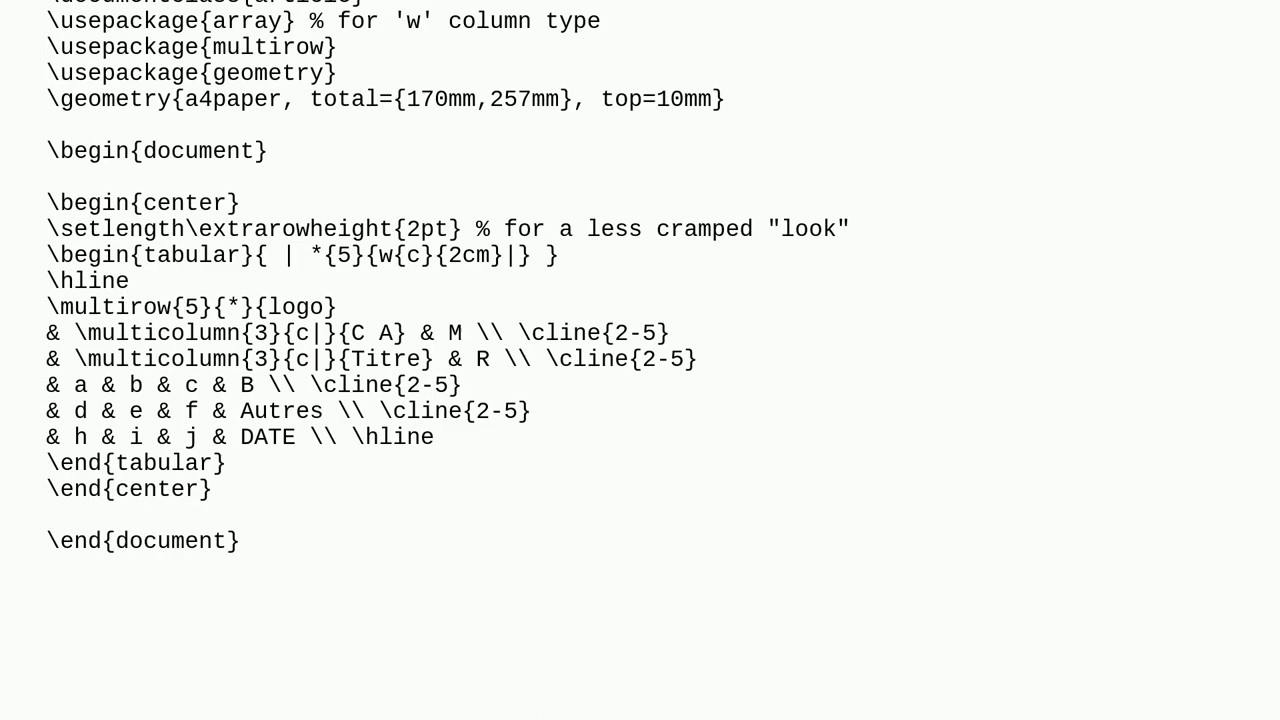 \documentclass{article}
\usepackage{array} % for 'w' column type
\usepackage{multirow}
\usepackage{geometry}
\geometry{a4paper, total={170mm,257mm}, top=10mm}
\begin{document}
\begin{center}
\setlength\extrarowheight{2pt} % for a less cramped "look"
\begin{tabular}{ | *{5}{w{c}{2cm}|} }
\hline
\multirow{5}{*}{logo}
& \multicolumn{3}{c|}{C A} & M \\ \cline{2-5}
& \multicolumn{3}{c|}{Titre} & R \\ \cline{2-5}
& a & b & c & B \\ \cline{2-5}
& d & e & f & Autres \\ \cline{2-5}
& h & i & j & DATE \\ \hline
\end{tabular}
\end{center}
\end{document}